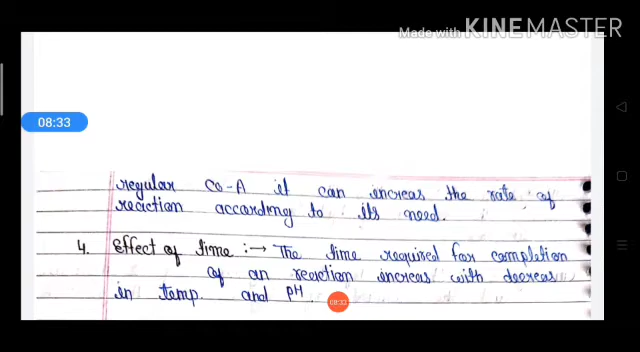 Made with KINEMASTER
08:33
regular co-A it can increas the rate of
reaction according to its need.
4. Effect of time :→ The time required for completion
of an reaction increas with decreas
in temp. and pH.
08:33